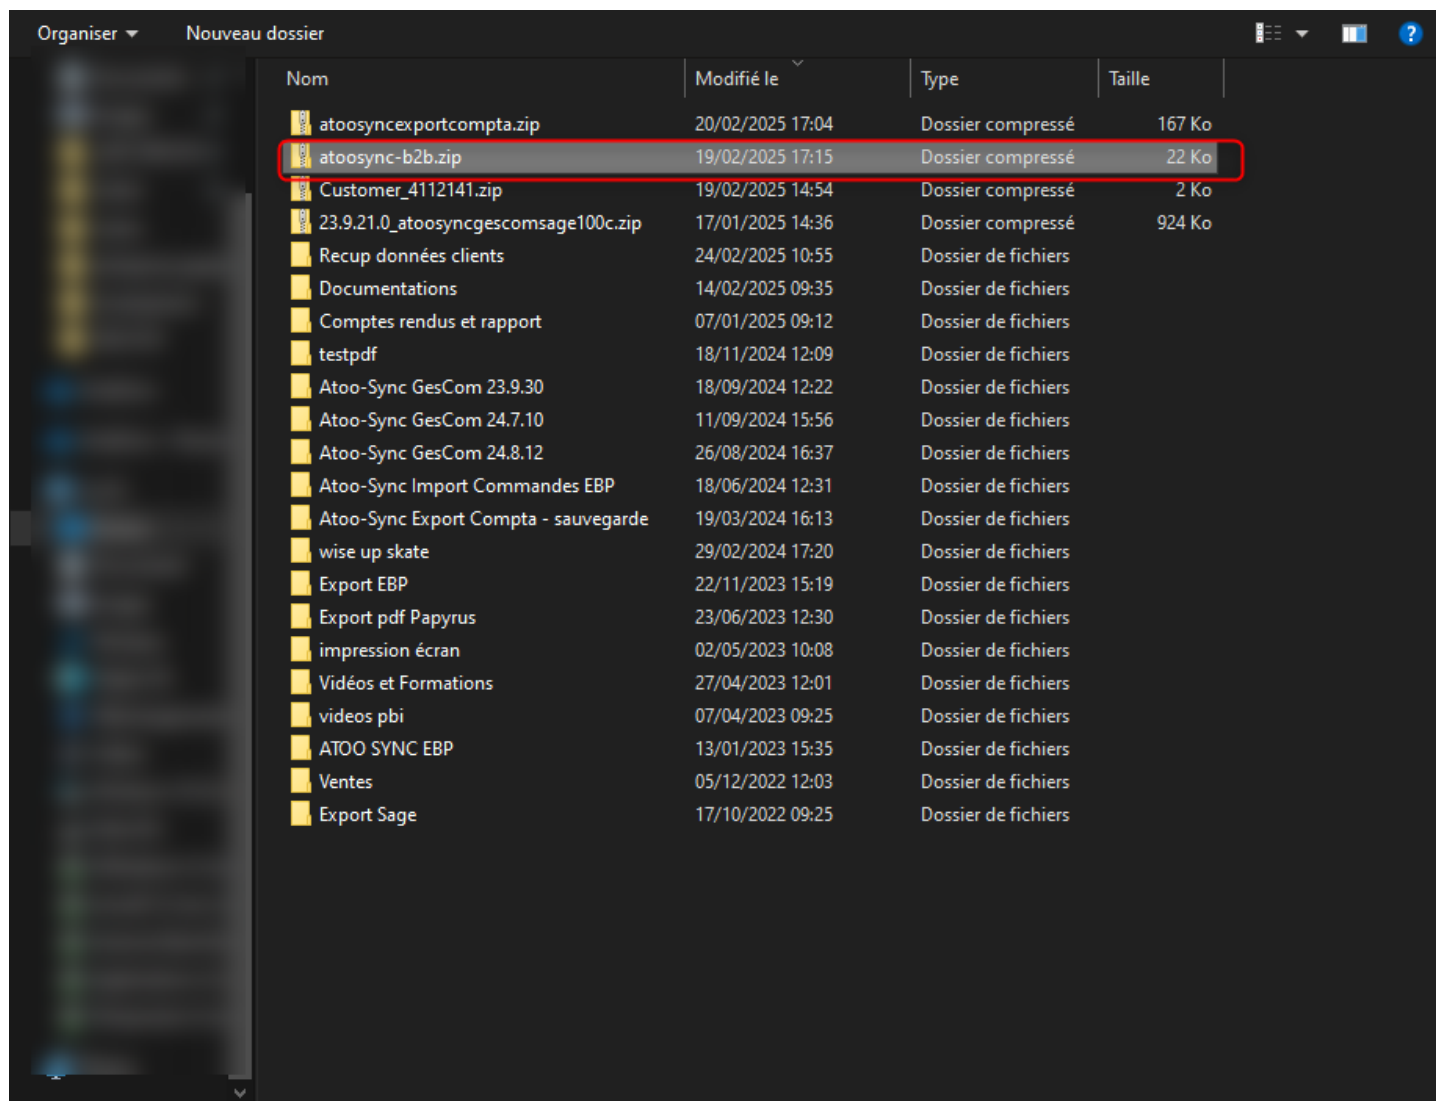 Organiser Nouveau dossier
Nom Modifié le Type Taille
atoosyncexportcompta.zip 20/02/2025 17:04 Dossier compressé 167 Ko
atoosync-b2b.zip 19/02/2025 17:15 Dossier compressé 22 Ko
Customer_4112141.zip 19/02/2025 14:54 Dossier compressé 2 Ko
23.9.21.0_atoosyncgescomsage100c.zip 17/01/2025 14:36 Dossier compressé 924 Ko
Recup données clients 24/02/2025 10:55 Dossier de fichiers
Documentations 14/02/2025 09:35 Dossier de fichiers
Comptes rendus et rapport 07/01/2025 09:12 Dossier de fichiers
testpdf 18/11/2024 12:09 Dossier de fichiers
Atoo-Sync GesCom 23.9.30 18/09/2024 12:22 Dossier de fichiers
Atoo-Sync GesCom 24.7.10 11/09/2024 15:56 Dossier de fichiers
Atoo-Sync GesCom 24.8.12 26/08/2024 16:37 Dossier de fichiers
Atoo-Sync Import Commandes EBP 18/06/2024 12:31 Dossier de fichiers
Atoo-Sync Export Compta - sauvegarde 19/03/2024 16:13 Dossier de fichiers
wise up skate 29/02/2024 17:20 Dossier de fichiers
Export EBP 22/11/2023 15:19 Dossier de fichiers
Export pdf Papyrus 23/06/2023 12:30 Dossier de fichiers
impression écran 02/05/2023 10:08 Dossier de fichiers
Vidéos et Formations 27/04/2023 12:01 Dossier de fichiers
videos pbi 07/04/2023 09:25 Dossier de fichiers
ATOO SYNC EBP 13/01/2023 15:35 Dossier de fichiers
Ventes 05/12/2022 12:03 Dossier de fichiers
Export Sage 17/10/2022 09:25 Dossier de fichiers